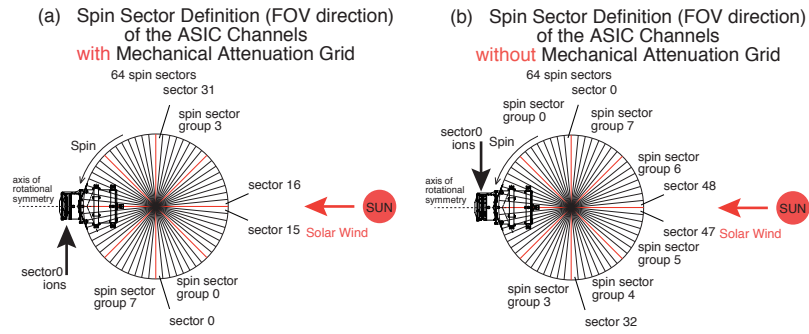 (a) Spin Sector Definition (FOV direction)
of the ASIC Channels
with Mechanical Attenuation Grid
64 spin sectors
sector 31
spin sector
group 3
Spin
axis of
rotational
symmetry
sector 16
SUN
Solar Wind
sector 15
sector0
ions
spin sector
group 7
spin sector
group 0
sector 0
(b) Spin Sector Definition (FOV direction)
of the ASIC Channels
without Mechanical Attenuation Grid
64 spin sectors
sector 0
spin sector
group 0
spin sector
group 7
sector0
ions
Spin
spin sector
group 6
axis of
rotational
symmetry
sector 48
SUN
Solar Wind
sector 47
spin sector
group 5
spin sector
group 3
spin sector
group 4
sector 32